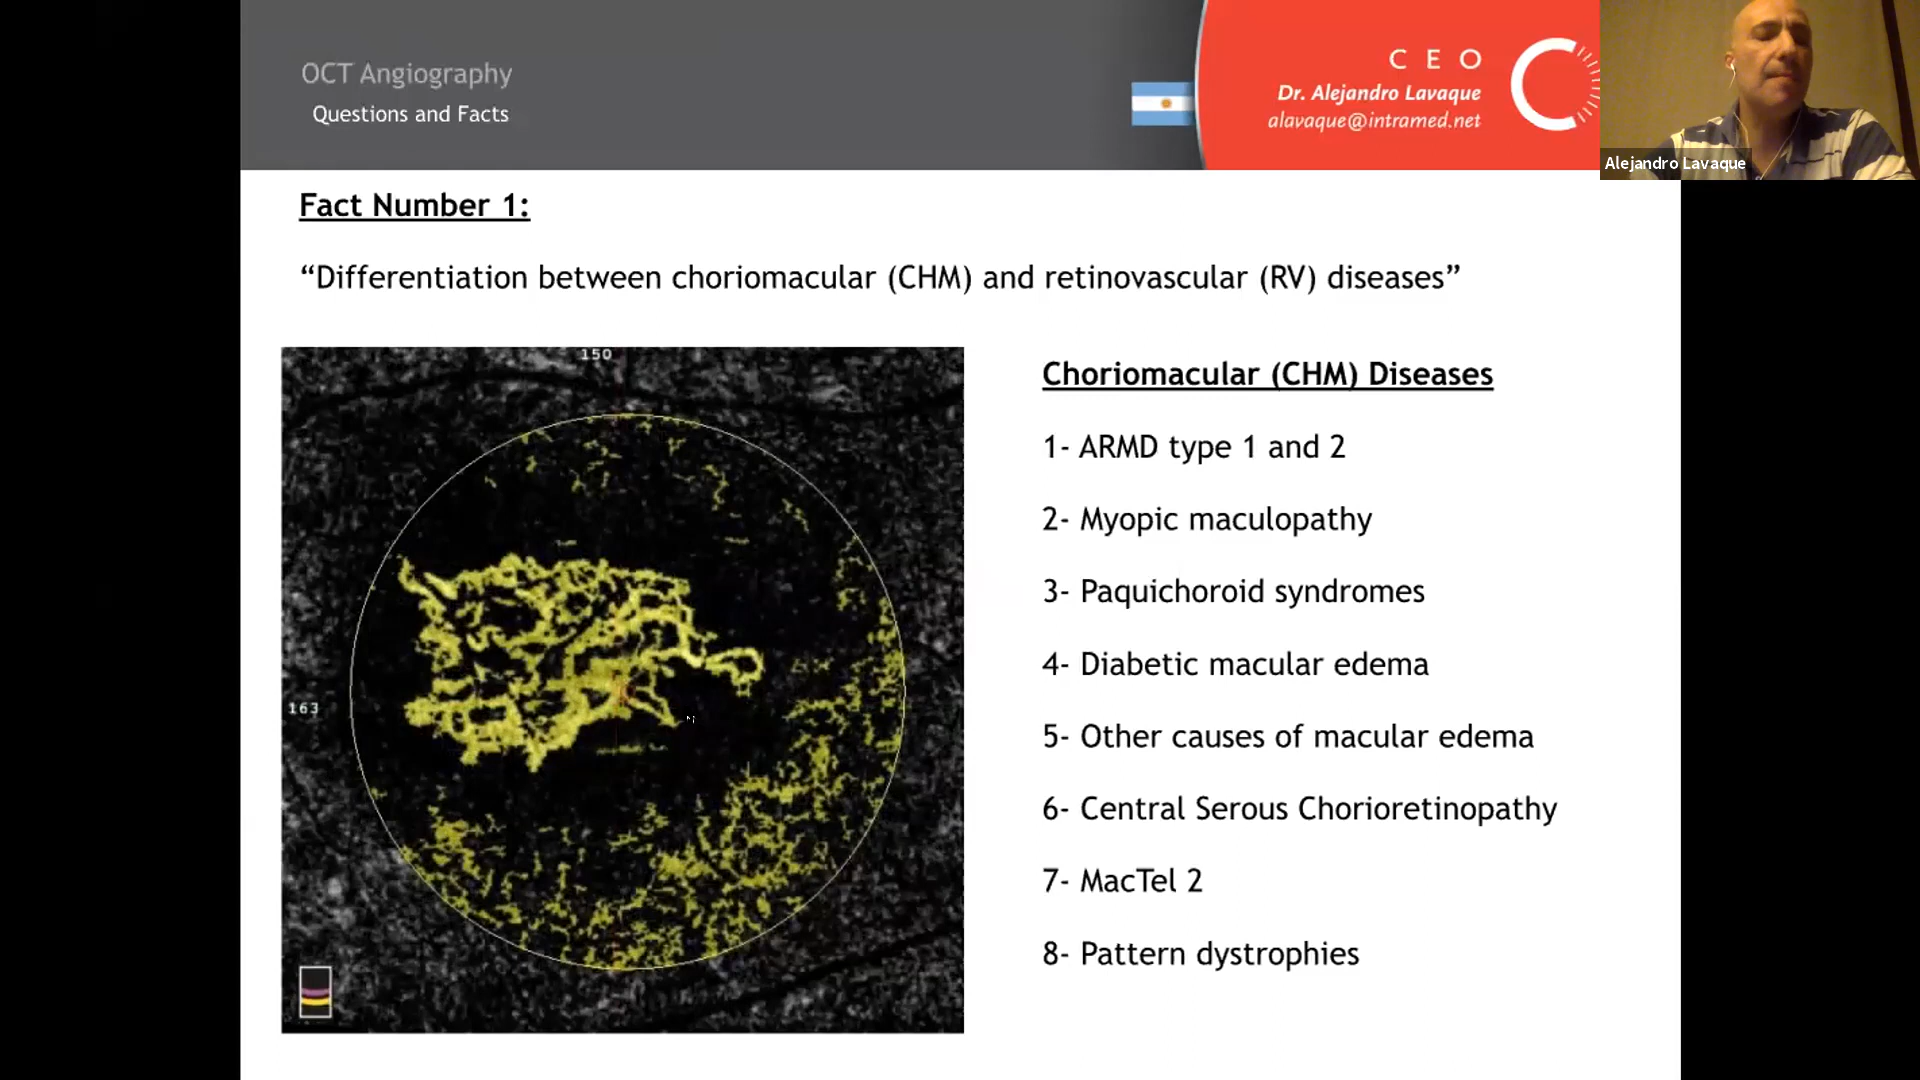 OCT Angiography
Questions and Facts
CEO
Dr. Alejandro Lavaque
alavaque@intramed.net
Alejandro Lavaque
Fact Number 1:
“Differentiation between choriomacular (CHM) and retinovascular (RV) diseases”
150
163
Choriomacular (CHM) Diseases
1- ARMD type 1 and 2
2- Myopic maculopathy
3- Paquichoroid syndromes
4- Diabetic macular edema
5- Other causes of macular edema
6- Central Serous Chorioretinopathy
7- MacTel 2
8- Pattern dystrophies